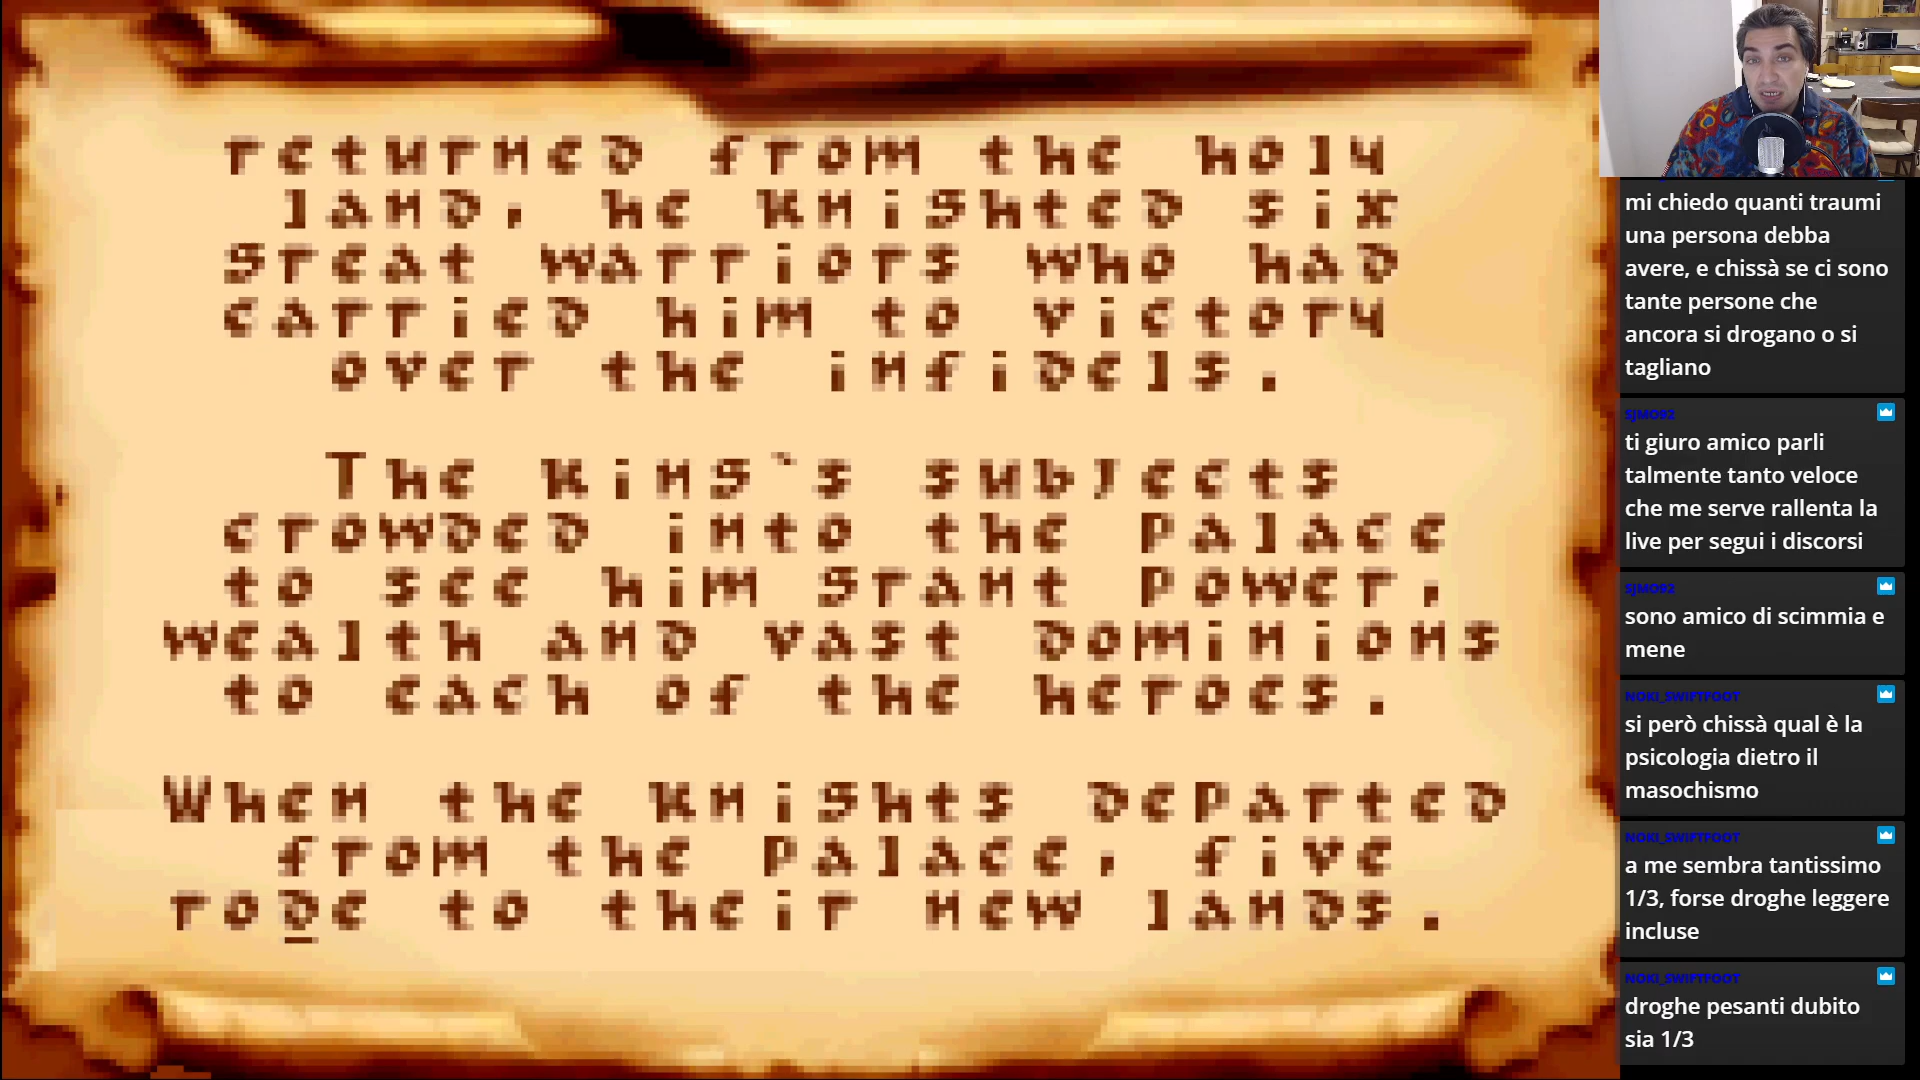 returned from the holy
land, he knighted six
great warriors who had
carried him to victory
over the infidels.
The king`s subjects
crowded into the palace
to see him grant power,
wealth and vast dominions
to each of the heroes.
When the knights departed
from the palace, five
rode to their new lands.
mi chiedo quanti traumi
una persona debba
avere, e chissà se ci sono
tante persone che
ancora si drogano o si
tagliano
SJMO92
ti giuro amico parli
talmente tanto veloce
che me serve rallenta la
live per segui i discorsi
SJMO92
sono amico di scimmia e
mene
NOKI_SWIFTFOOT
si però chissà qual è la
psicologia dietro il
masochismo
NOKI_SWIFTFOOT
a me sembra tantissimo
1/3, forse droghe leggere
incluse
NOKI_SWIFTFOOT
droghe pesanti dubito
sia 1/3